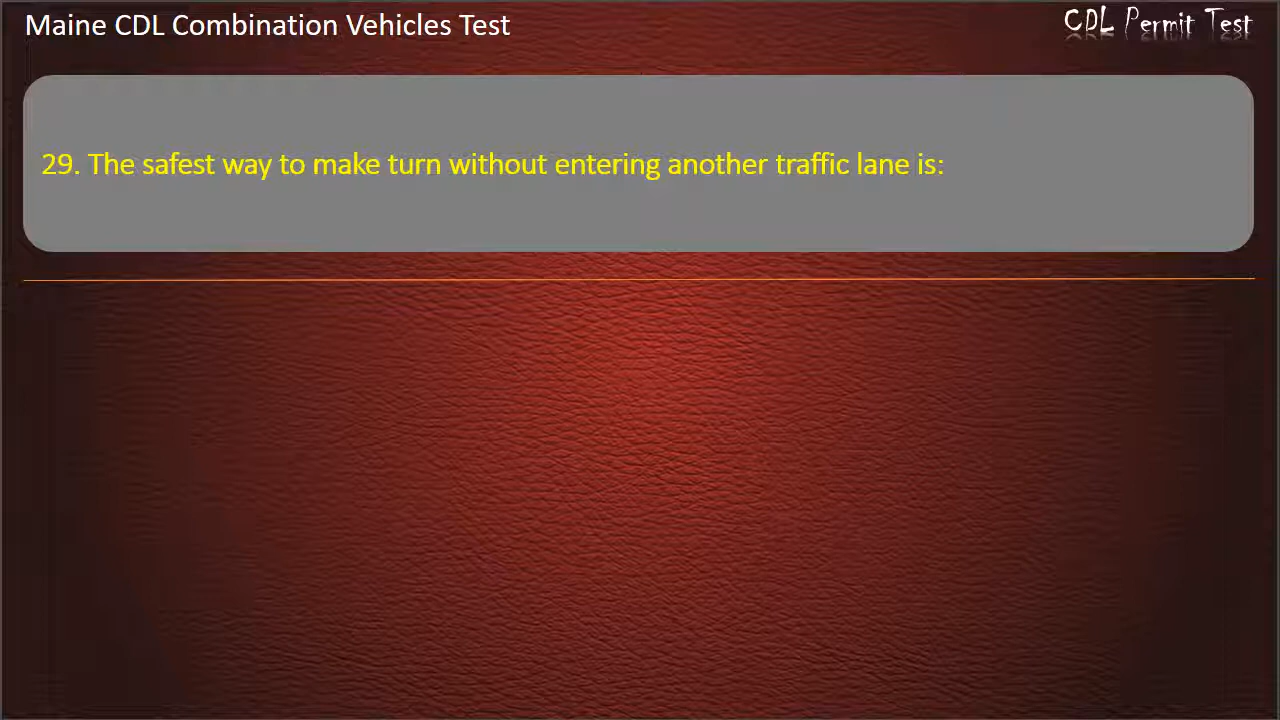 Maine CDL Combination Vehicles Test
CDL Permit Test
29. The safest way to make turn without entering another traffic lane is: